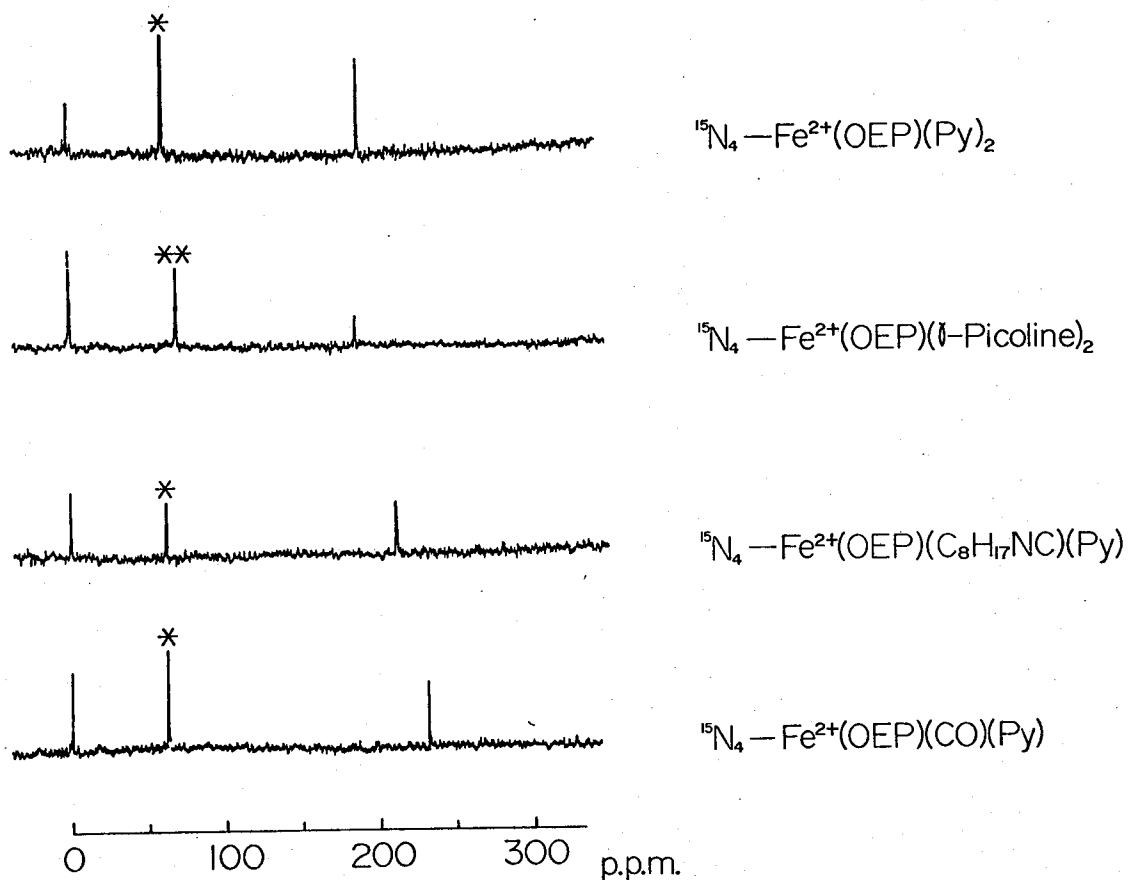 *
¹⁵N₄—Fe²⁺(OEP)(Py)₂
**
¹⁵N₄—Fe²⁺(OEP)(γ-Picoline)₂
*
¹⁵N₄—Fe²⁺(OEP)(C₈H₁₇NC)(Py)
*
¹⁵N₄—Fe²⁺(OEP)(CO)(Py)
0 100 200 300 p.p.m.